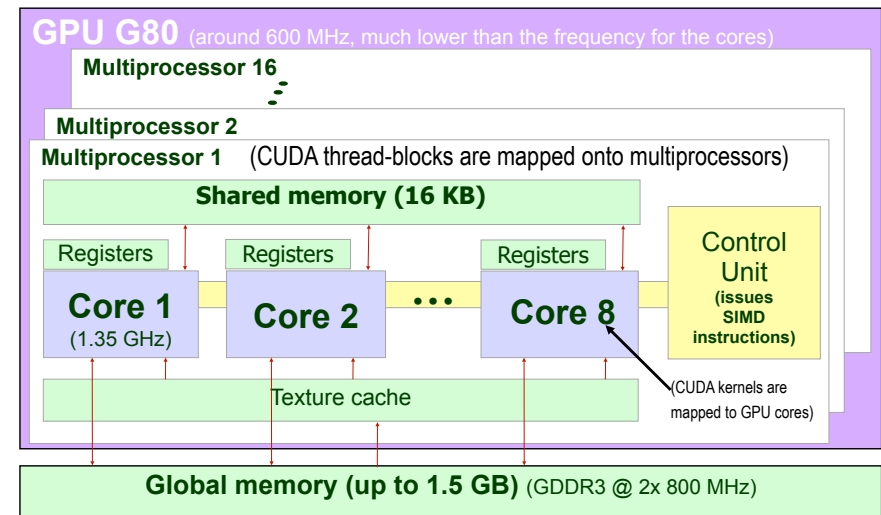 GPU G80 (around 600 MHz, much lower than the frequency for the cores)
Multiprocessor 16
Multiprocessor 2
Multiprocessor 1 (CUDA thread-blocks are mapped onto multiprocessors)
Shared memory (16 KB)
Registers
Registers
Registers
Core 1
(1.35 GHz)
Core 2
...
Core 8
Control
Unit
(issues
SIMD
instructions)
Texture cache
(CUDA kernels are
mapped to GPU cores)
Global memory (up to 1.5 GB) (GDDR3 @ 2x 800 MHz)